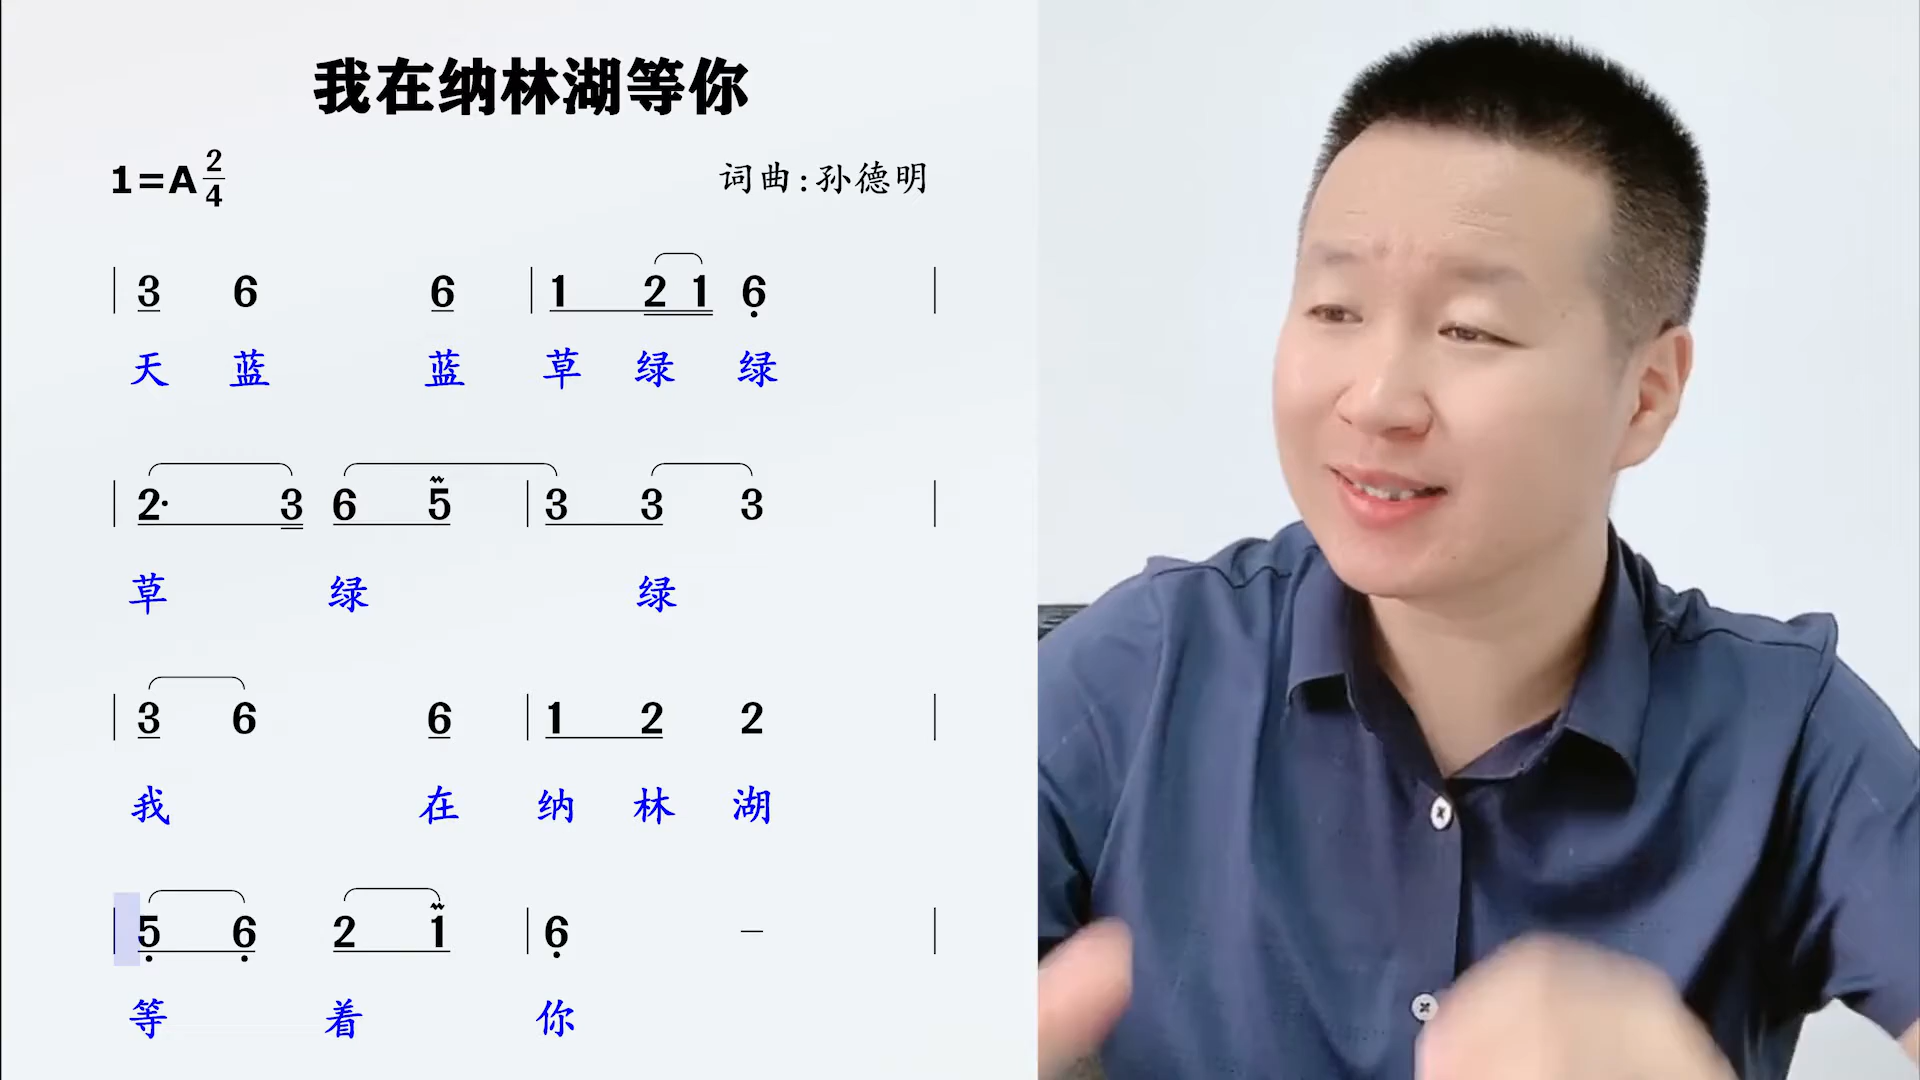 我在纳林湖等你
1=A 2/4 词曲:孙德明
3 6 6 1 2 1 6
天 蓝 蓝 草 绿 绿
2· 3 6 5 3 3 3
草 绿 绿
3 6 6 1 2 2
我 在 纳 林 湖
5 6 2 1 6 –
等 着 你